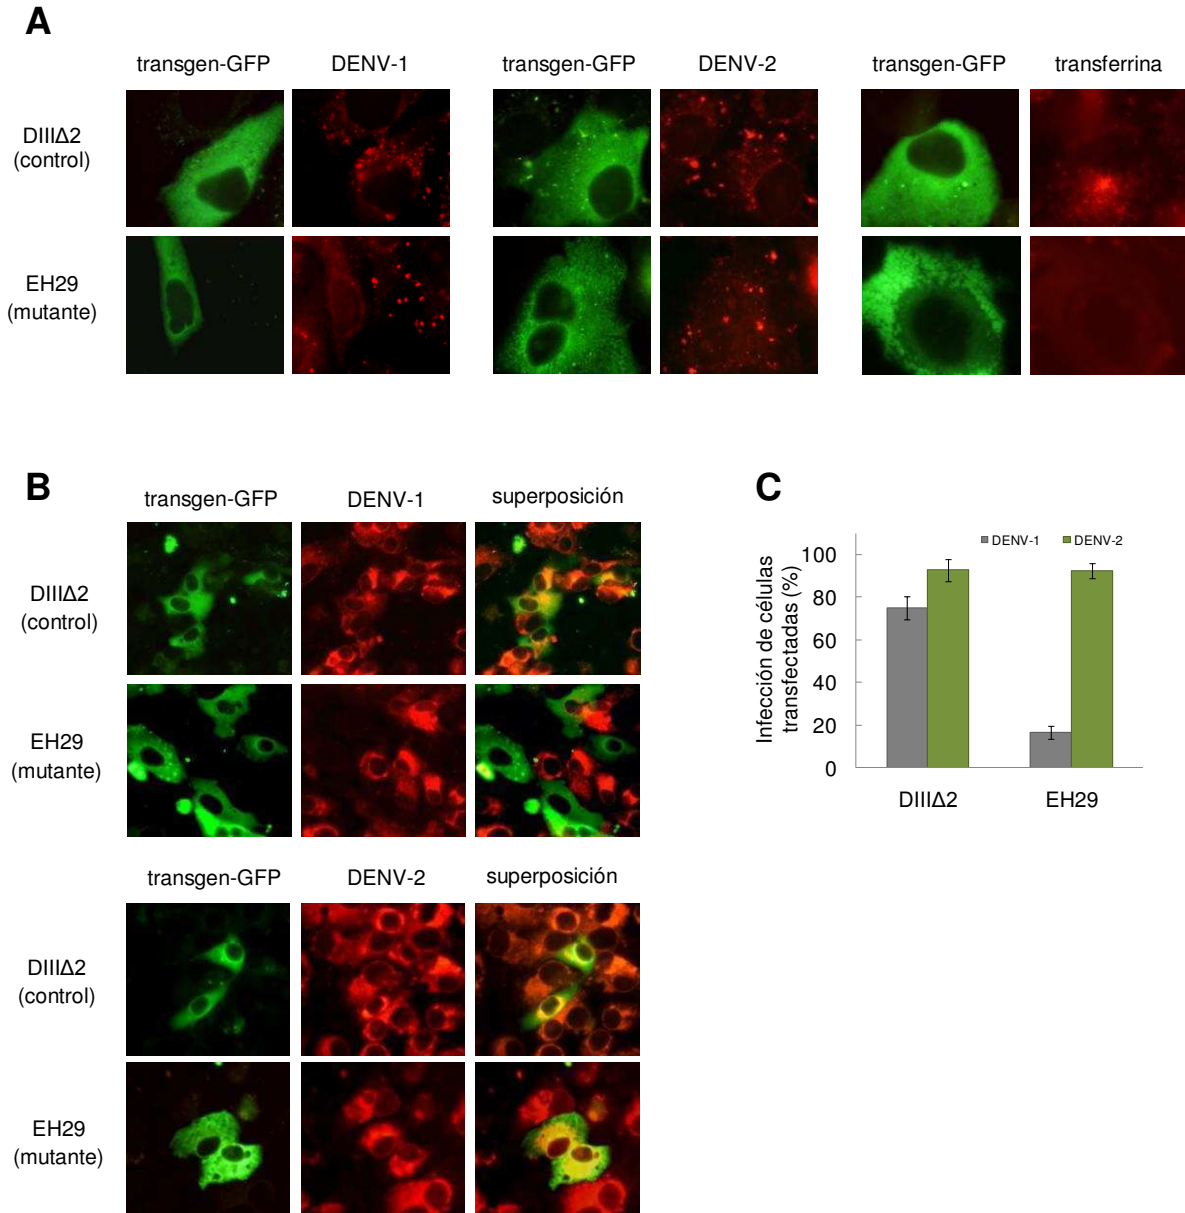 A
transgen-GFP DENV-1 transgen-GFP DENV-2 transgen-GFP transferrina
DIIIΔ2
(control)
EH29
(mutante)
B
transgen-GFP DENV-1 superposición
DIIIΔ2
(control)
EH29
(mutante)
transgen-GFP DENV-2 superposición
DIIIΔ2
(control)
EH29
(mutante)
C
DENV-1 DENV-2
Infección de células
transfectadas (%)
100
80
60
40
20
0
DIIIΔ2 EH29